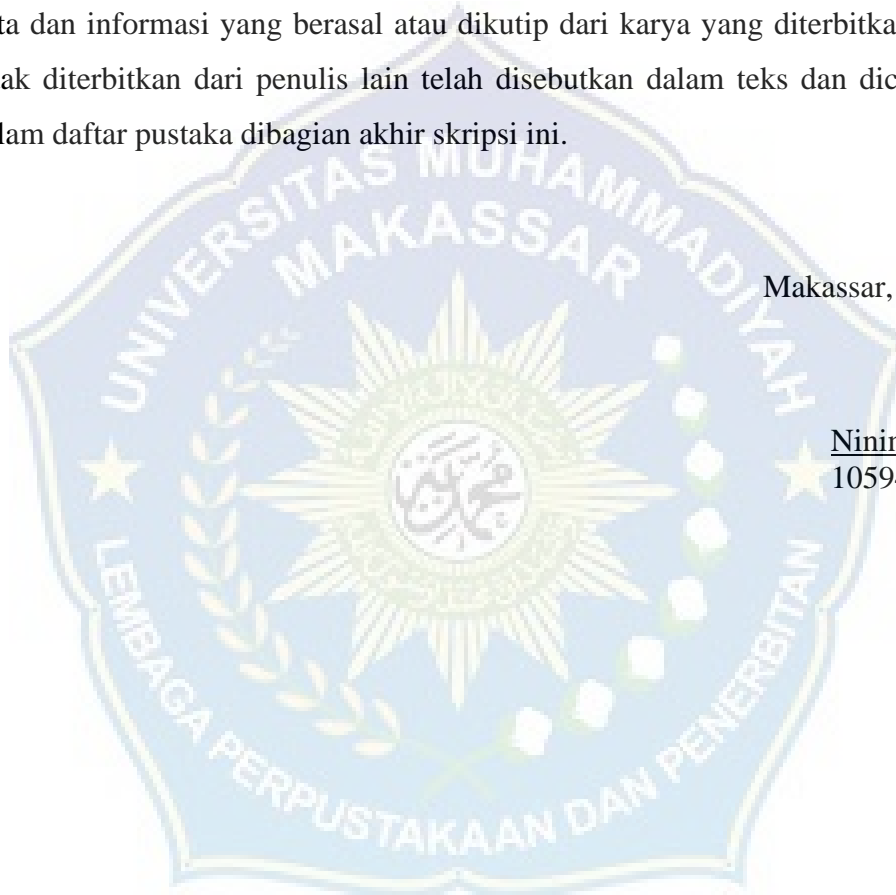 ta dan informasi yang berasal atau dikutip dari karya yang diterbitka
ak diterbitkan dari penulis lain telah disebutkan dalam teks dan dic
lam daftar pustaka dibagian akhir skripsi ini.
UNIVERSITAS MUHAMMADIYAH
MAKASSAR
Makassar,
Ninin
1059
LEMBAGA PERPUSTAKAAN DAN PENERBITAN